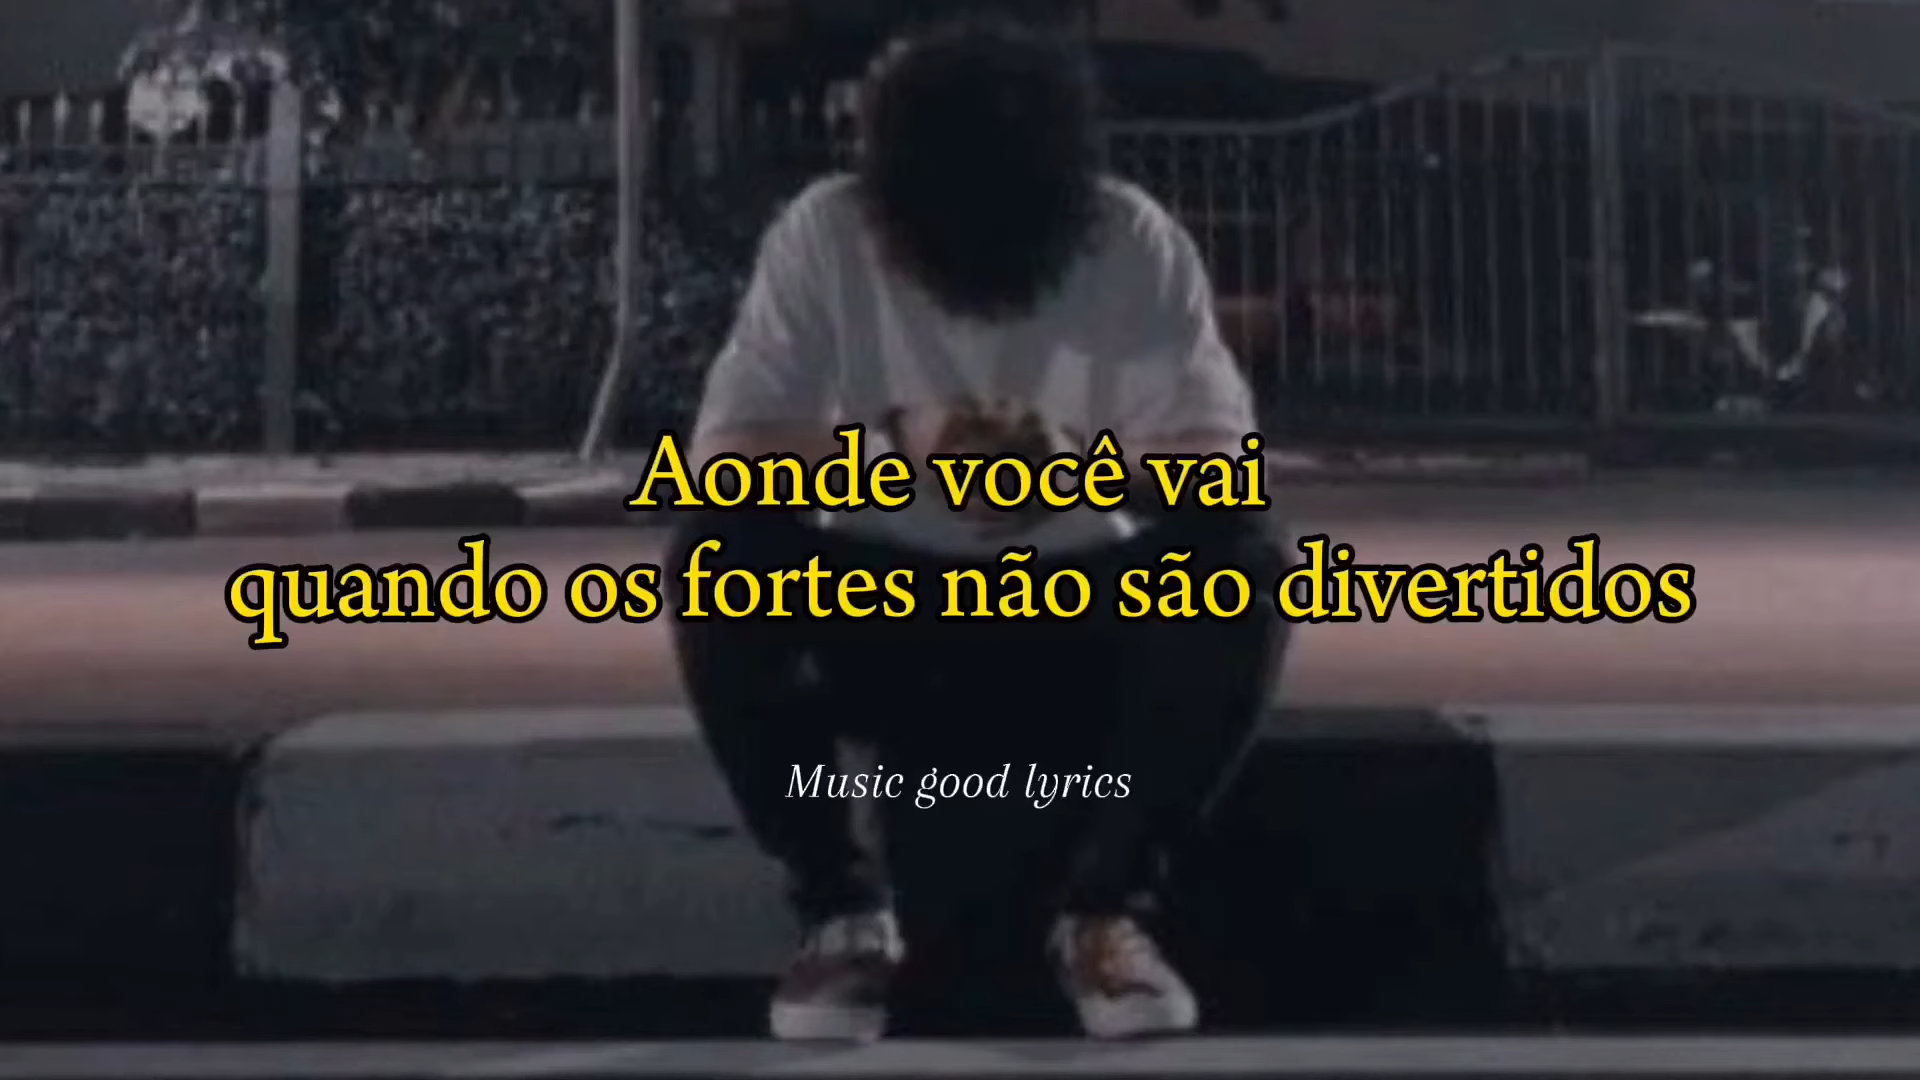 Aonde você vai
quando os fortes não são divertidos
Music good lyrics